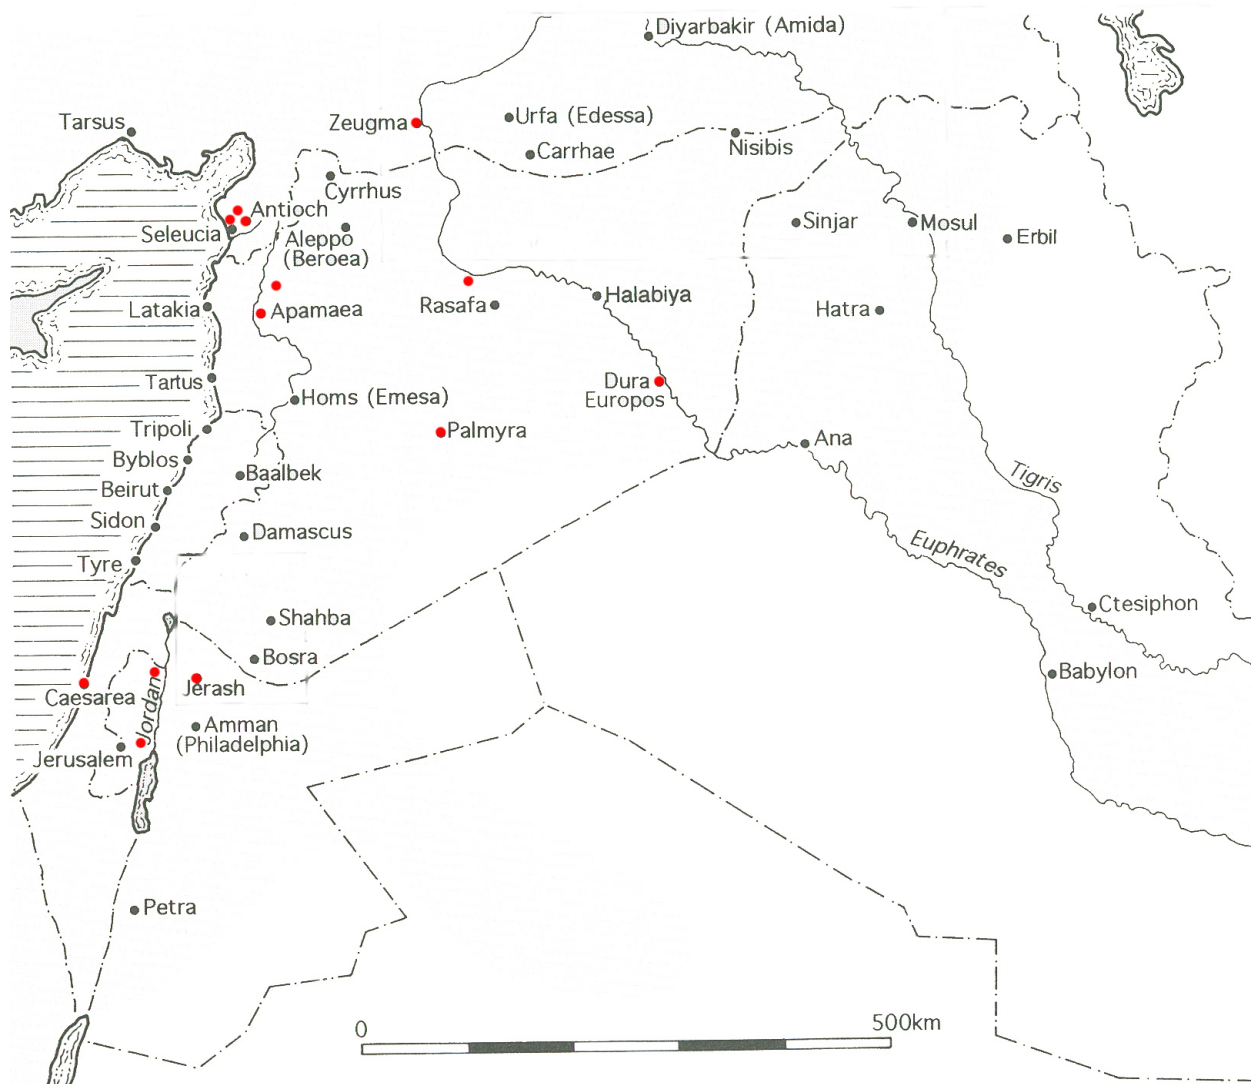 Diyarbakir (Amida)
Tarsus
Zeugma
Urfa (Edessa)
Carrhae
Nisibis
Cyrrhus
Antioch
Seleucia
Aleppo
(Beroea)
Sinjar
Mosul
Erbil
Latakia
Apamaea
Rasafa
Halabiya
Hatra
Tartus
Homs (Emesa)
Dura
Europos
Tripoli
Palmyra
Ana
Byblos
Baalbek
Beirut
Tigris
Sidon
Damascus
Euphrates
Tyre
Ctesiphon
Shahba
Bosra
Babylon
Caesarea
Jordan
Jerash
Amman
(Philadelphia)
Jerusalem
Petra
0
500km